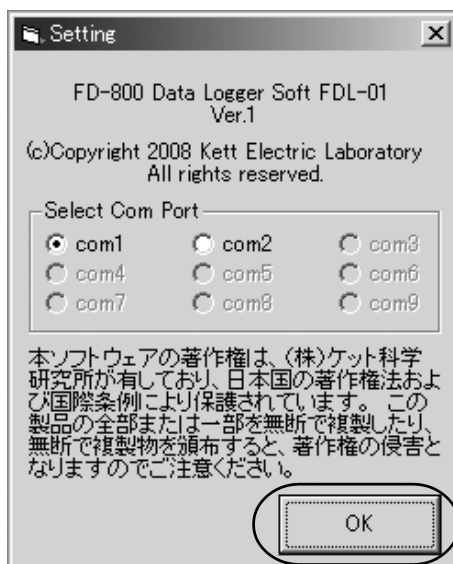 Setting
FD-800 Data Logger Soft FDL-01
Ver.1
(c)Copyright 2008 Kett Electric Laboratory
All rights reserved.
Select Com Port
com1 com2 com3
com4 com5 com6
com7 com8 com9
本ソフトウェアの著作権は、(株)ケット科学
研究所が有しており、日本国の著作権法およ
び国際条例により保護されています。 この
製品の全部または一部を無断で複製したり、
無断で複製物を頒布すると、著作権の侵害と
なりますのでご注意ください。
OK